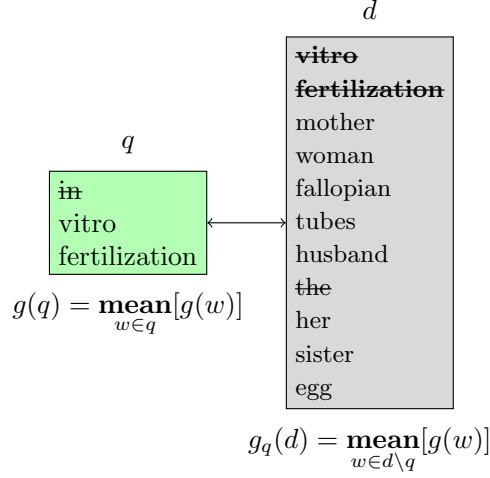 q
in
vitro
fertilization
g(q) = mean[g(w)]
w∈q
d
vitro
fertilization
mother
woman
fallopian
tubes
husband
the
her
sister
egg
g_q(d) = mean[g(w)]
w∈d\q